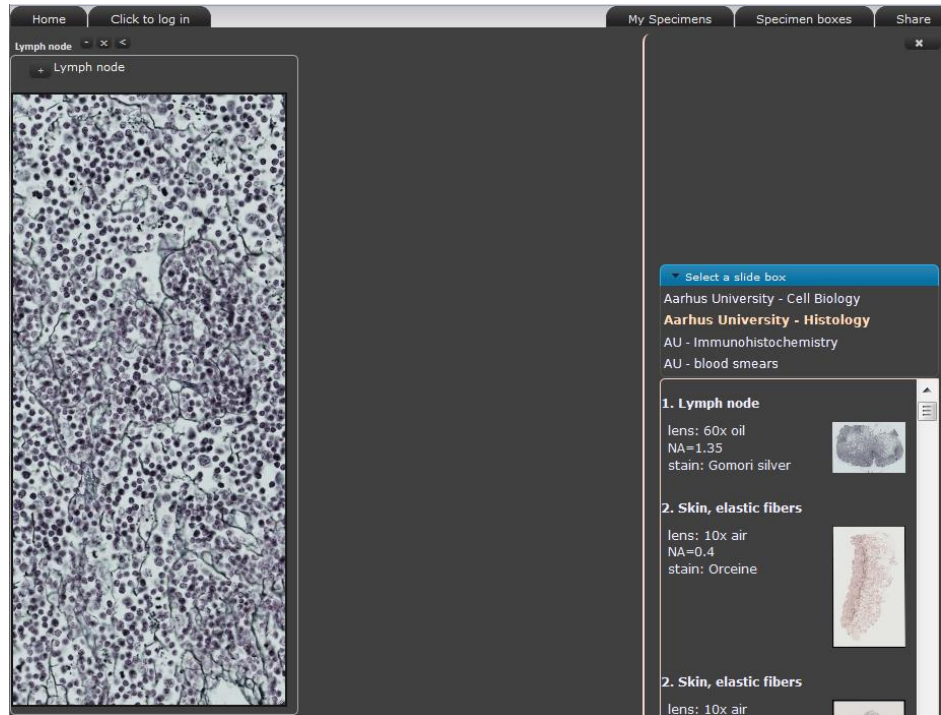 Home
Click to log in
My Specimens
Specimen boxes
Share
Lymph node - x <
x
+ Lymph node
Select a slide box
Aarhus University - Cell Biology
Aarhus University - Histology
AU - Immunohistochemistry
AU - blood smears
1. Lymph node
lens: 60x oil
NA=1.35
stain: Gomori silver
2. Skin, elastic fibers
lens: 10x air
NA=0.4
stain: Orceine
2. Skin, elastic fibers
lens: 10x air